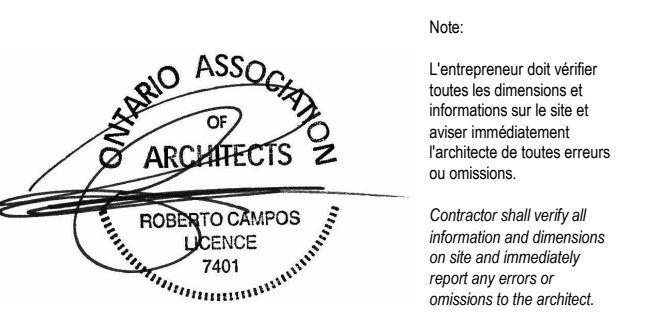 ONTARIO ASSOCIATION
OF
ARCHITECTS
ROBERTO CAMPOS
LICENCE
7401
Note:
L'entrepreneur doit vérifier
toutes les dimensions et
informations sur le site et
aviser immédiatement
l'architecte de toutes erreurs
ou omissions.
Contractor shall verify all
information and dimensions
on site and immediately
report any errors or
omissions to the architect.